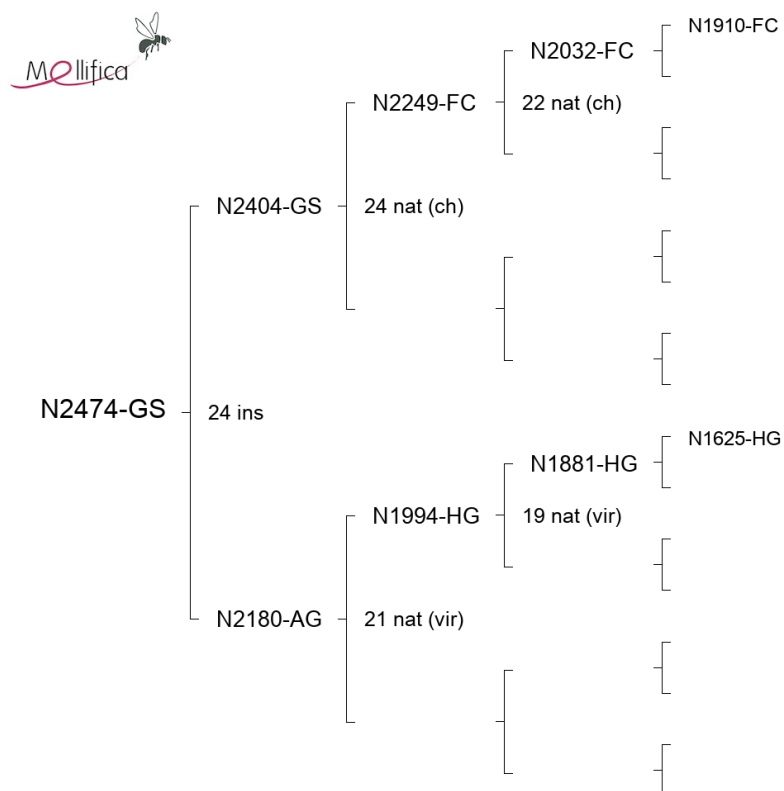 Mellifica
N1910-FC
N2032-FC
N2249-FC
22 nat (ch)
N2404-GS
24 nat (ch)
N2474-GS
24 ins
N1625-HG
N1881-HG
N1994-HG
19 nat (vir)
N2180-AG
21 nat (vir)